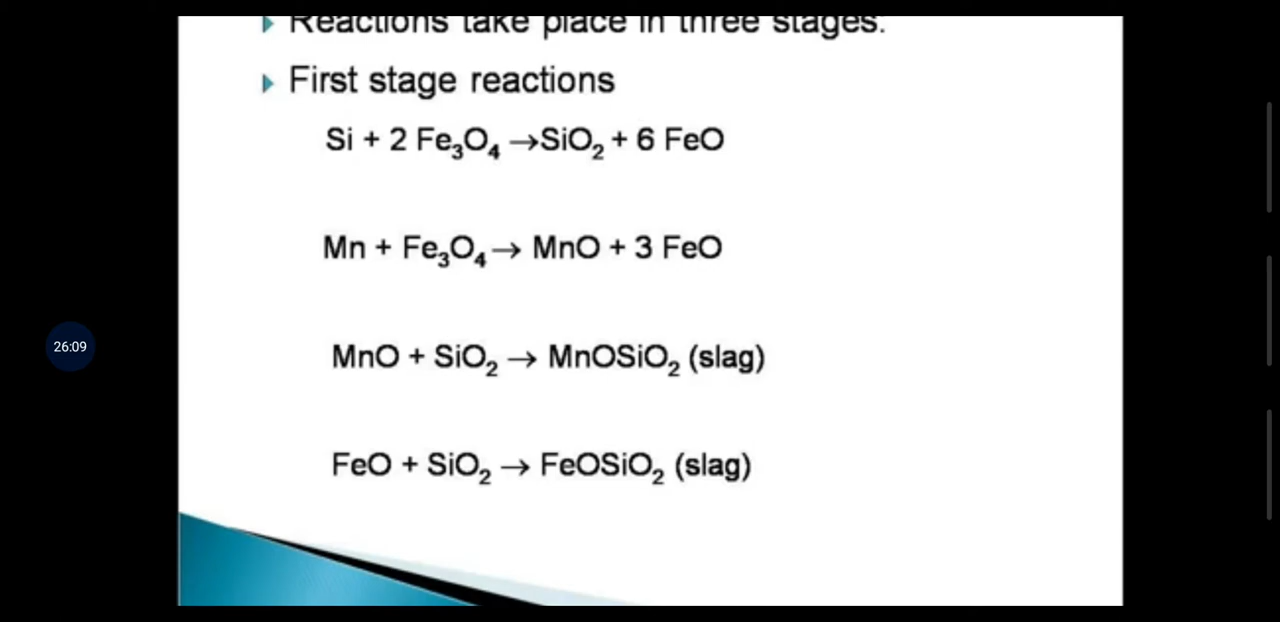 Reactions take place in three stages.
First stage reactions
Si + 2 Fe₃O₄ →SiO₂ + 6 FeO
Mn + Fe₃O₄ → MnO + 3 FeO
26:09
MnO + SiO₂ → MnOSiO₂ (slag)
FeO + SiO₂ → FeOSiO₂ (slag)